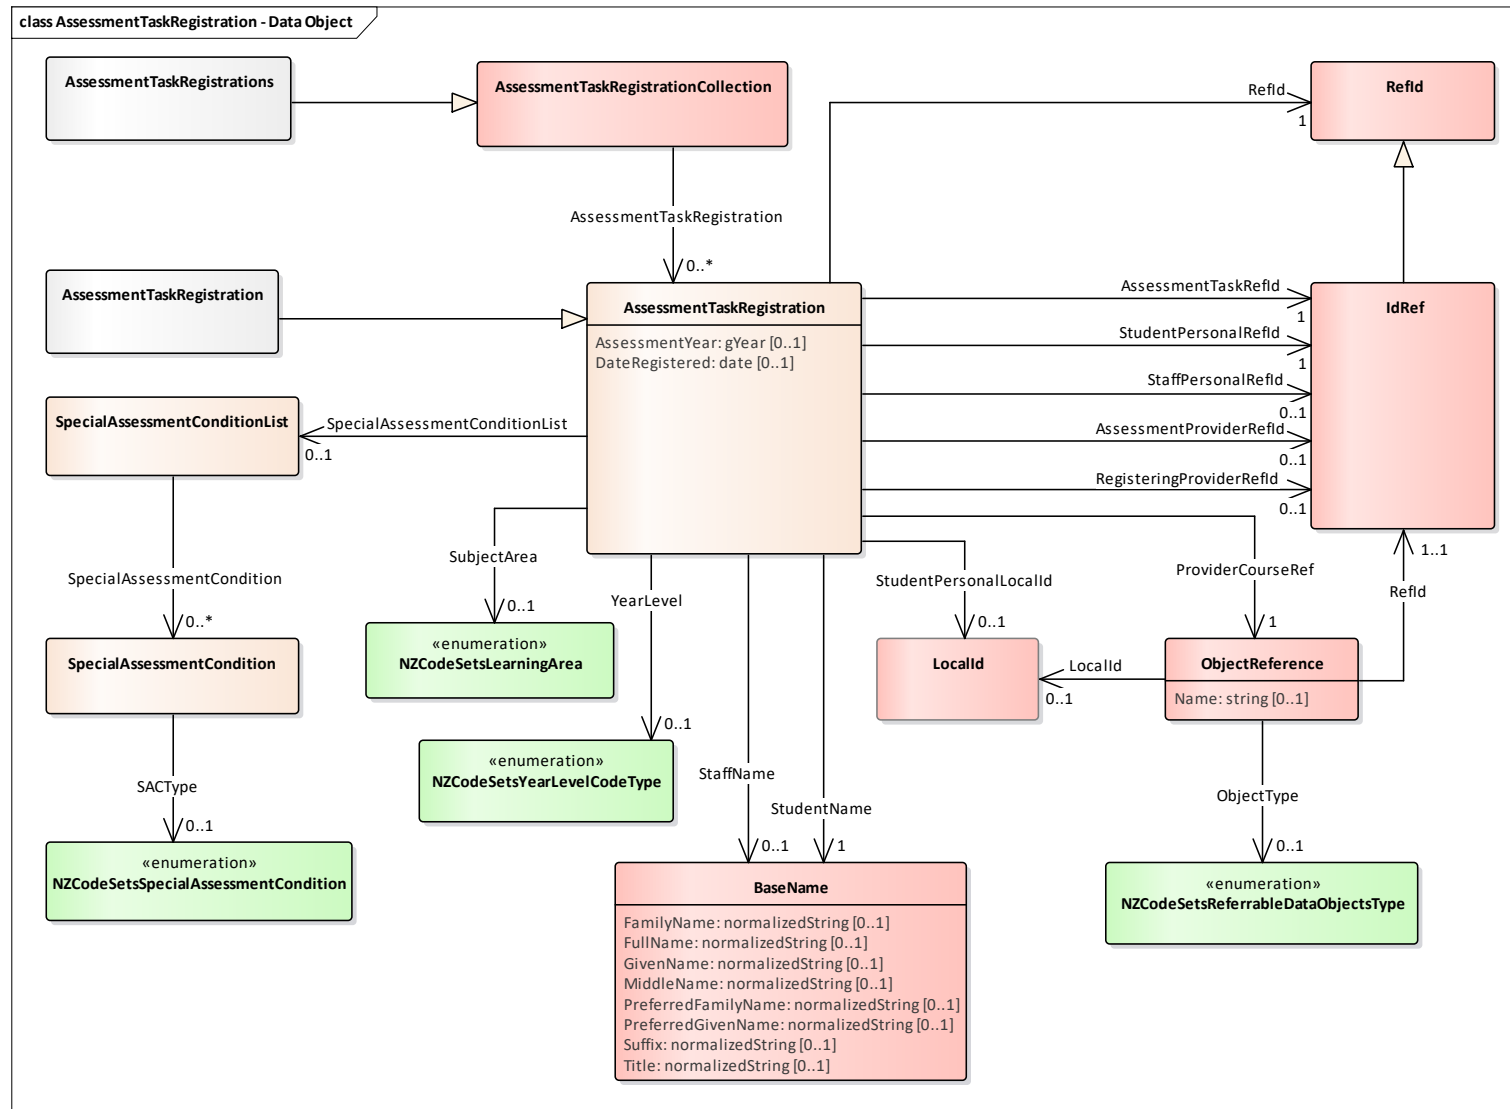 class AssessmentTaskRegistration - Data Object
AssessmentTaskRegistrations
AssessmentTaskRegistrationCollection
RefId
1
RefId
AssessmentTaskRegistration
0..*
AssessmentTaskRegistration
AssessmentTaskRegistration
AssessmentYear: gYear [0..1]
DateRegistered: date [0..1]
AssessmentTaskRefId
1
StudentPersonalRefId
1
StaffPersonalRefId
0..1
AssessmentProviderRefId
0..1
RegisteringProviderRefId
0..1
IdRef
SpecialAssessmentConditionList
SpecialAssessmentConditionList
0..1
SpecialAssessmentCondition
0..*
SubjectArea
0..1
YearLevel
0..1
StudentPersonalLocalId
0..1
ProviderCourseRef
1
1..1
RefId
SpecialAssessmentCondition
«enumeration»
NZCodeSetsLearningArea
LocalId
LocalId
0..1
ObjectReference
Name: string [0..1]
SACType
0..1
«enumeration»
NZCodeSetsYearLevelCodeType
StaffName
0..1
StudentName
1
ObjectType
0..1
«enumeration»
NZCodeSetsSpecialAssessmentCondition
BaseName
FamilyName: normalizedString [0..1]
FullName: normalizedString [0..1]
GivenName: normalizedString [0..1]
MiddleName: normalizedString [0..1]
PreferredFamilyName: normalizedString [0..1]
PreferredGivenName: normalizedString [0..1]
Suffix: normalizedString [0..1]
Title: normalizedString [0..1]
«enumeration»
NZCodeSetsReferrableDataObjectsType